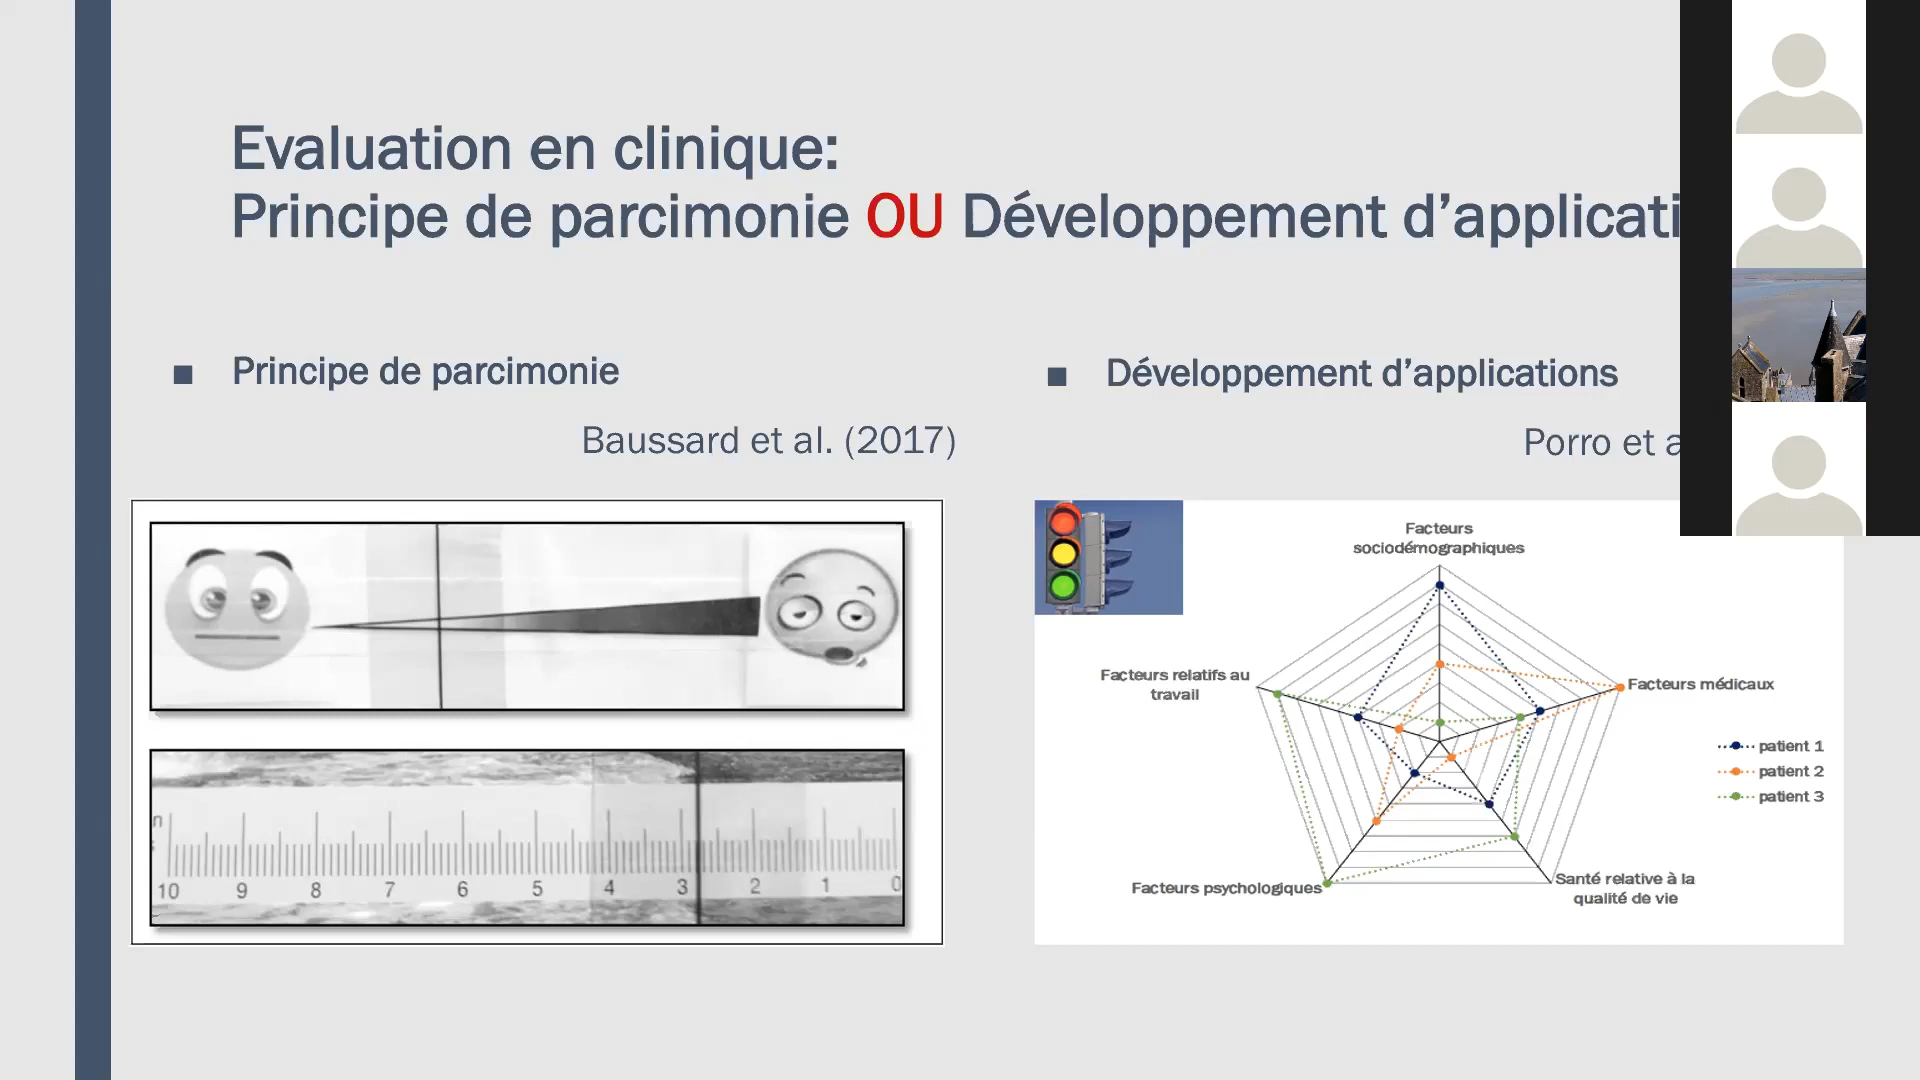 Evaluation en clinique:
Principe de parcimonie OU Développement d’applicati
■ Principe de parcimonie
Baussard et al. (2017)
10 9 8 7 6 5 4 3 2 1 0
■ Développement d’applications
Porro et a
Facteurs
sociodémographiques
Facteurs relatifs au
travail
Facteurs médicaux
patient 1
patient 2
patient 3
Facteurs psychologiques
Santé relative à la
qualité de vie